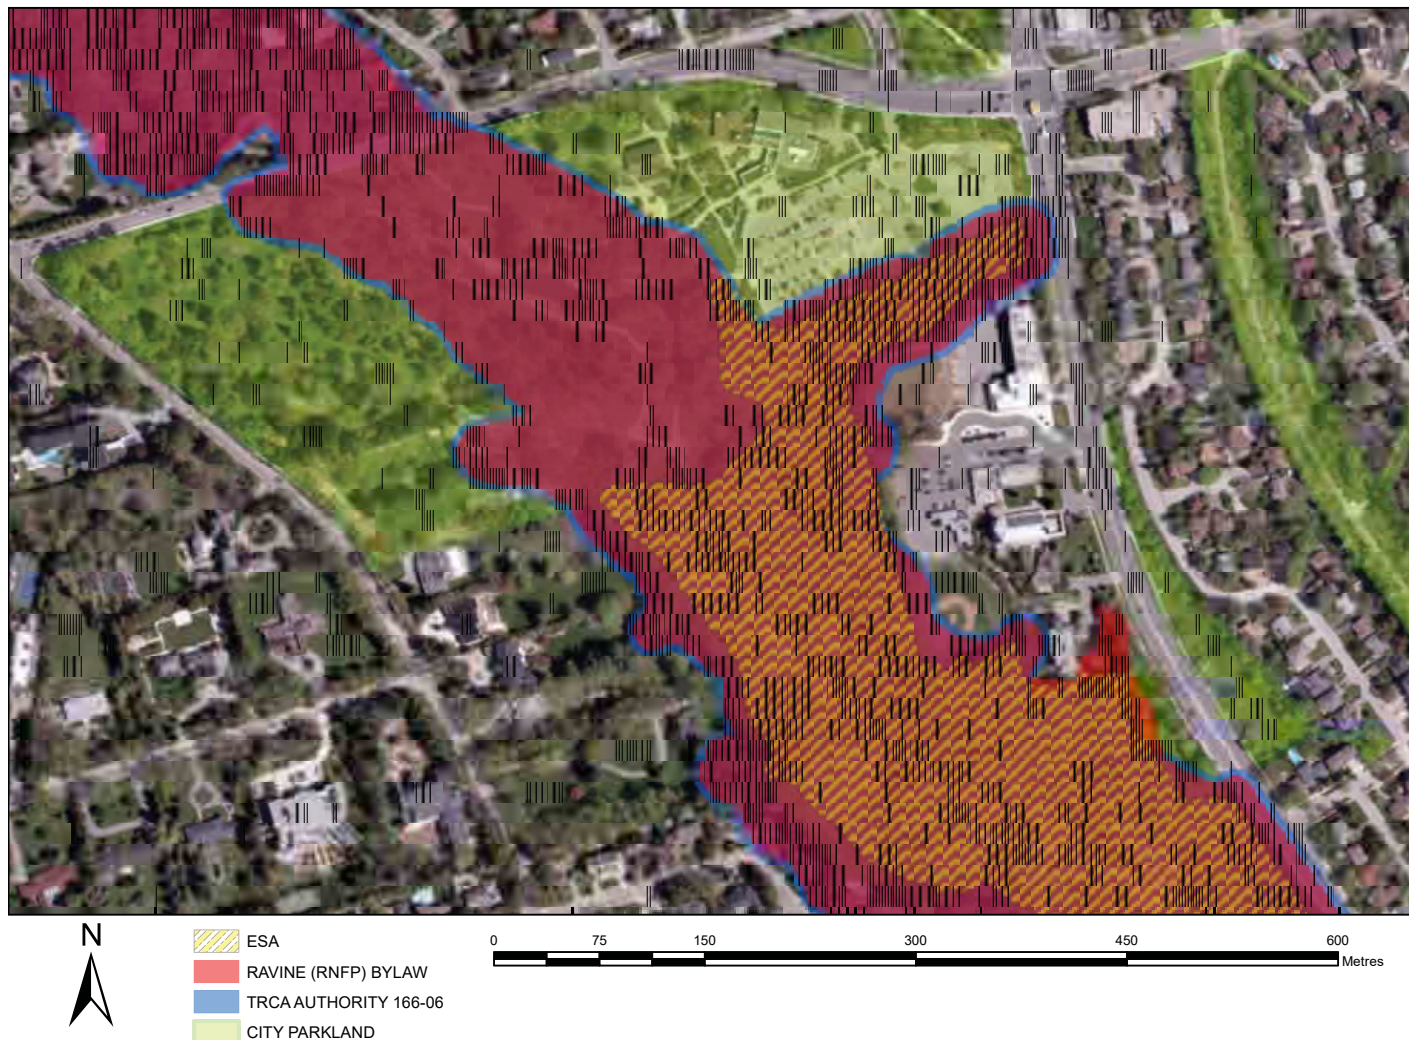 N
ESA
RAVINE (RNFP) BYLAW
TRCA AUTHORITY 166-06
CITY PARKLAND
0 75 150 300 450 600
Metres